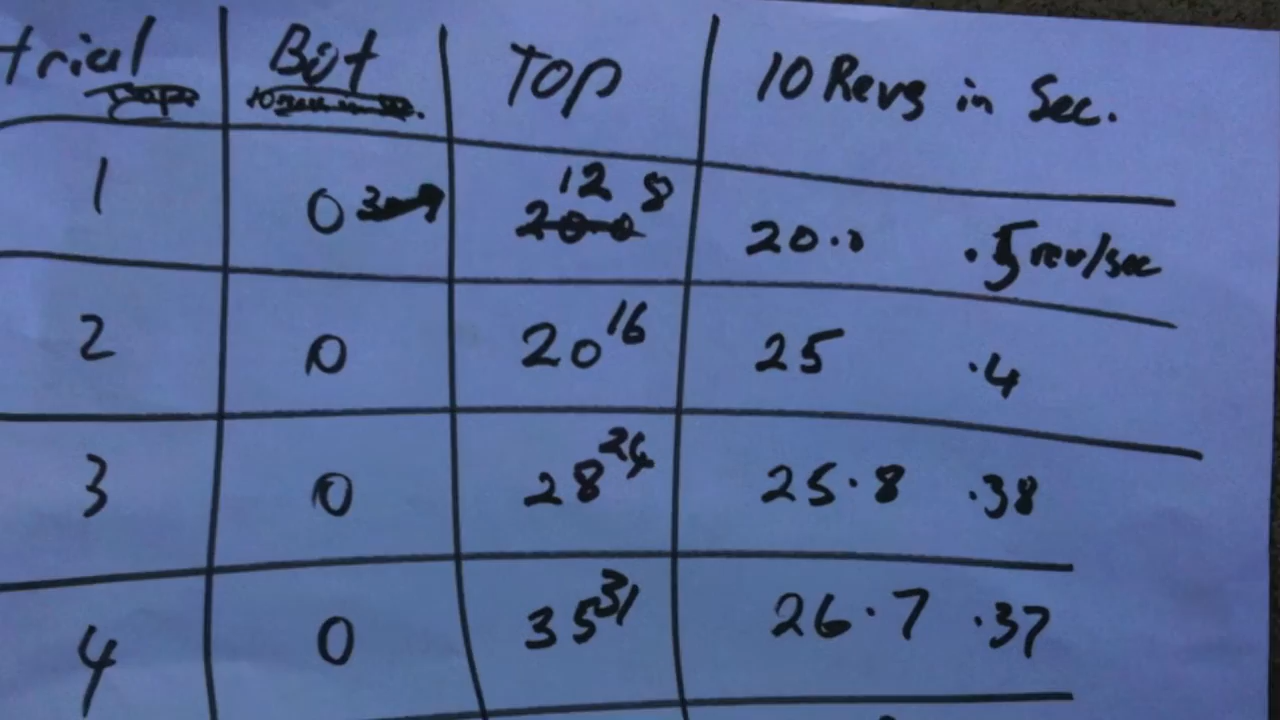 trial Bot Top 10 Revs in Sec.
1 0 12 8 20.0 .5 rev/sec
2 0 20 16 25 .4
3 0 28 24 25.8 .38
4 0 35 31 26.7 .37